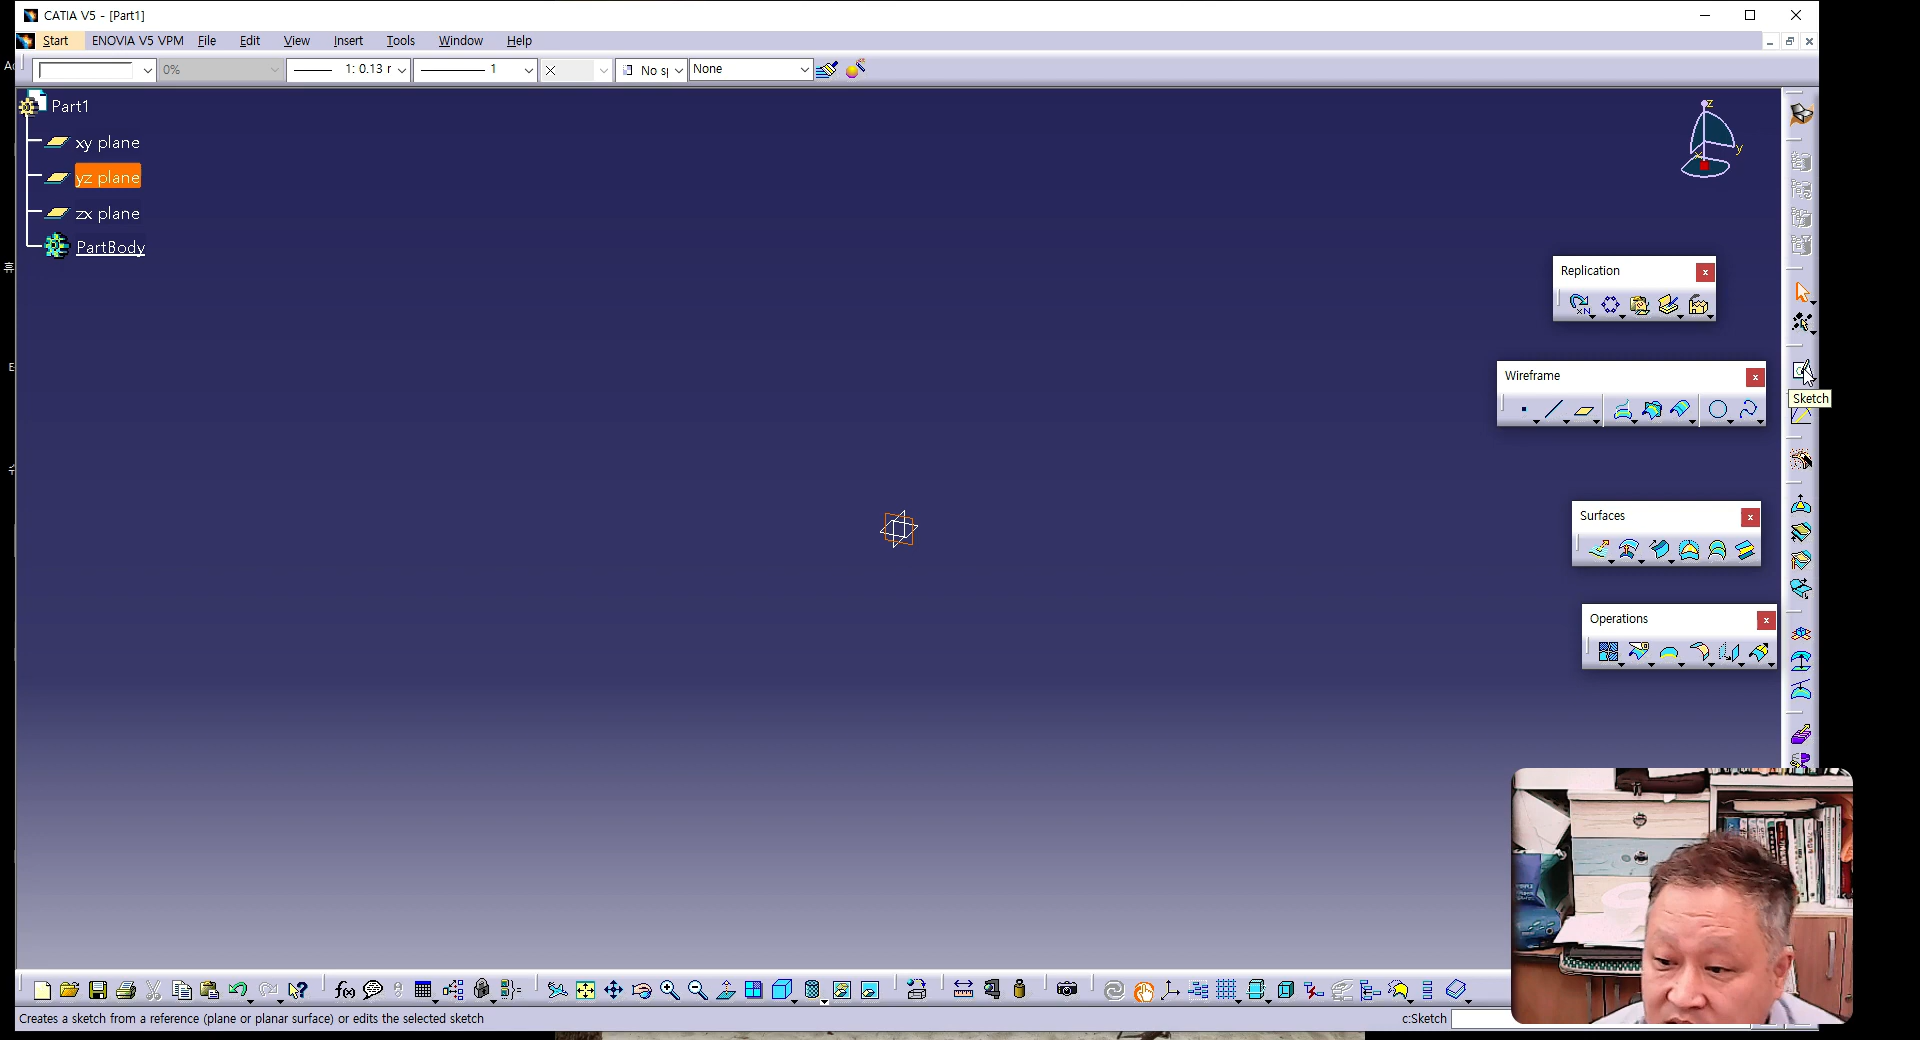 CATIA V5 - [Part1]
Start ENOVIA V5 VPM File Edit View Insert Tools Window Help
0% 1: 0.13 r 1 No s None
Part1
xy plane
yz plane
zx plane
PartBody
z
y
x
Replication
Wireframe
Sketch
Surfaces
Operations
Creates a sketch from a reference (plane or planar surface) or edits the selected sketch
c:Sketch